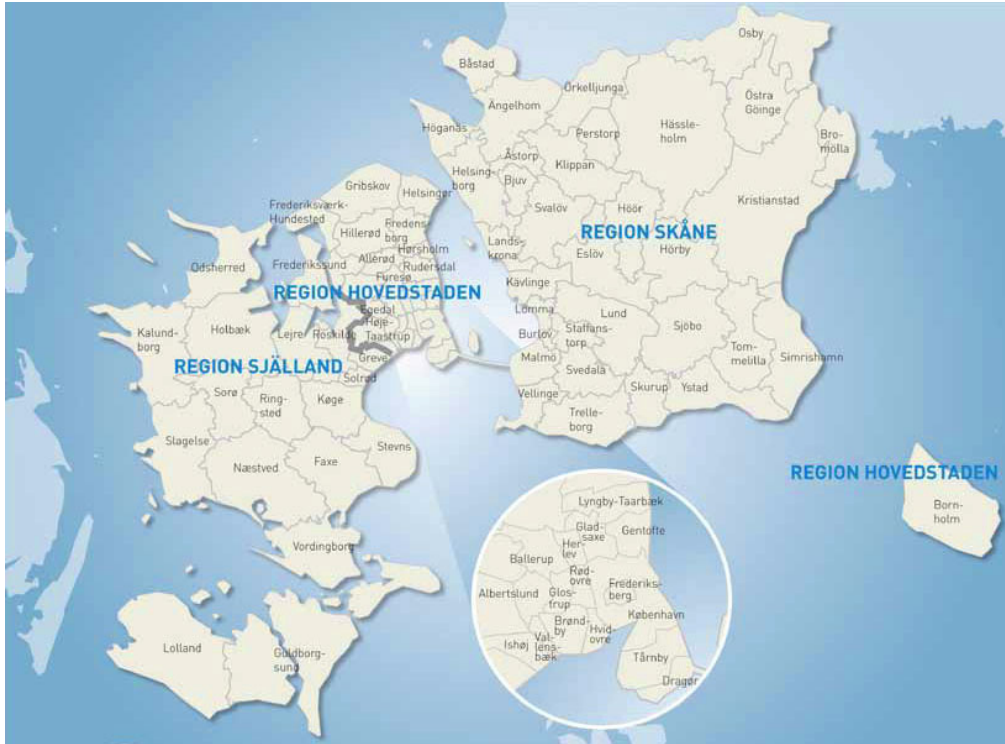 Osby
Båstad
Örkelljunga
Östra
Göinge
Ängelhom
Höganäs
Perstorp
Hässle-
holm
Bro-
mölla
Åstorp
Klippan
Helsing-
borg
Bjuv
Gribskov
Helsingør
Svalöv
Höör
Kristianstad
Frederiksværk-
Hundested
Fredens-
borg
Hillerød
REGION SKÅNE
Lands-
krona
Hørsholm
Eslöv
Hörby
Allerød
Rudersdal
Odsherred
Frederikssund
Furesø
Kävlinge
REGION HOVEDSTADEN
Egedal
Lomma
Lund
Høje-
Taastrup
Kalund-
borg
Holbæk
Lejre
Roskilde
Burlöv
Staffans-
torp
Sjöbo
Tom-
melilla
Simrishamn
Malmö
Greve
REGION SJÄLLAND
Svedala
Solrød
Vellinge
Skurup
Ystad
Sorø
Ring-
sted
Køge
Trelle-
borg
Slagelse
Stevns
Næstved
Faxe
REGION HOVEDSTADEN
Born-
holm
Vordingborg
Lolland
Guldborg-
sund
Lyngby-Taarbæk
Glad-
saxe
Gentofte
Her-
lev
Ballerup
Rød-
ovre
Albertslund
Glos-
trup
Frederiks-
berg
København
Brønd-
by
Hvid-
ovre
Ishøj
Val-
lens-
bæk
Tårnby
Dragør